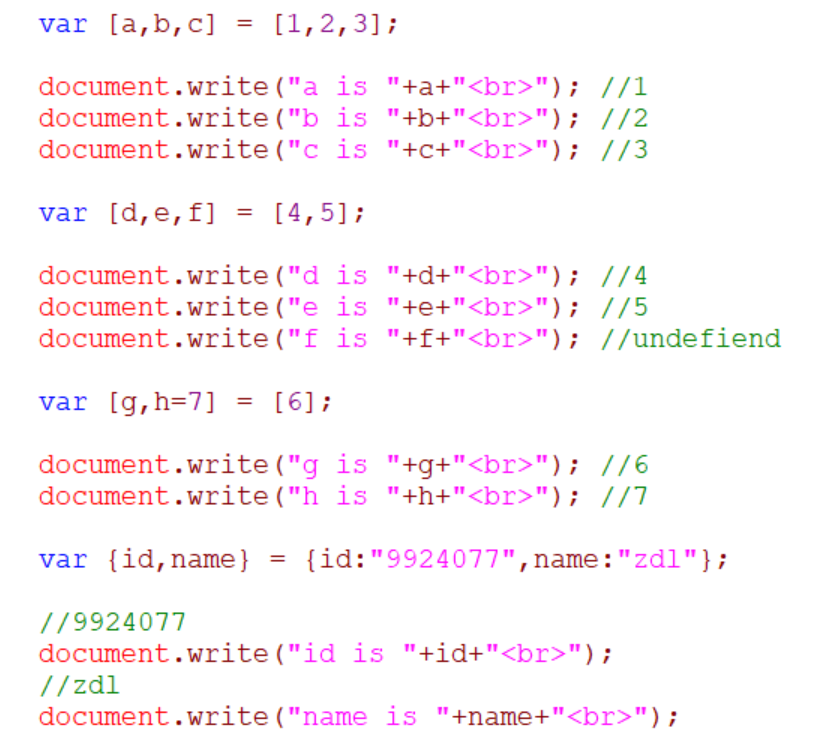 var [a,b,c] = [1,2,3];
document.write("a is "+a+"<br>"); //1
document.write("b is "+b+"<br>"); //2
document.write("c is "+c+"<br>"); //3
var [d,e,f] = [4,5];
document.write("d is "+d+"<br>"); //4
document.write("e is "+e+"<br>"); //5
document.write("f is "+f+"<br>"); //undefiend
var [g,h=7] = [6];
document.write("g is "+g+"<br>"); //6
document.write("h is "+h+"<br>"); //7
var {id,name} = {id:"9924077",name:"zdl"};
//9924077
document.write("id is "+id+"<br>");
//zdl
document.write("name is "+name+"<br>");